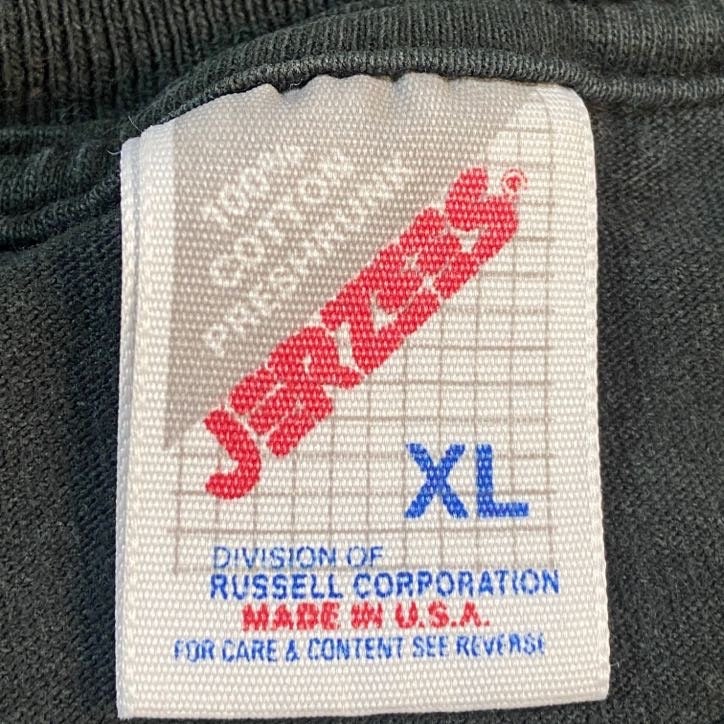 100%
COTTON
PRESHRUNK
JERZEES®
XL
DIVISION OF
RUSSELL CORPORATION
MADE IN U.S.A.
FOR CARE & CONTENT SEE REVERSE